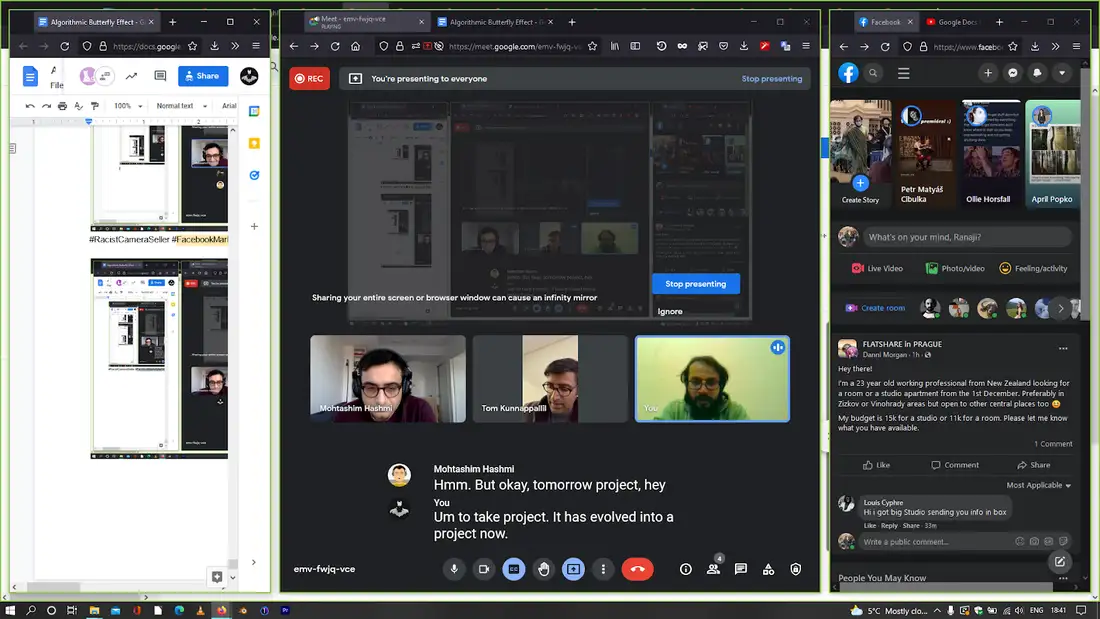 Algorithmic Butterfly Effect - G
https://docs.google
File
Share
100%
Normal text
Arial
1
1
2
#RacistCameraSeller #FacebookMar
Meet – emv-fwjq-vce
PLAYING
Algorithmic Butterfly Effect - D
https://meet.google.com/emv-fwjq-v
REC
You're presenting to everyone
Stop presenting
Stop presenting
Sharing your entire screen or browser window can cause an infinity mirror
Ignore
Mohtashim Hashmi
Tom Kunnappallil
You
Mohtashim Hashmi
Hmm. But okay, tomorrow project, hey
You
Um to take project. It has evolved into a
project now.
emv-fwjq-vce
4
Facebook
Google Docs
https://www.faceb
premiéra! :)
Create Story
Petr Matyáš
Cibulka
Ollie Horsfall
April Popko
What's on your mind, Ranaji?
Live Video
Photo/video
Feeling/activity
Create room
FLATSHARE in PRAGUE
Danni Morgan · 1h ·
Hey there!
I'm a 23 year old working professional from New Zealand looking for
a room or a studio apartment from the 1st December. Preferably in
Zizkov or Vinohrady areas but open to other central places too 😄
My budget is 15k for a studio or 11k for a room. Please let me know
what you have available.
1 Comment
Like
Comment
Share
Most Applicable
Louis Cyphre
Hi i got big Studio sending you info in box
Like · Reply · Share · 33m
Write a public comment...
People You May Know
5°C Mostly clo...
ENG
18:41